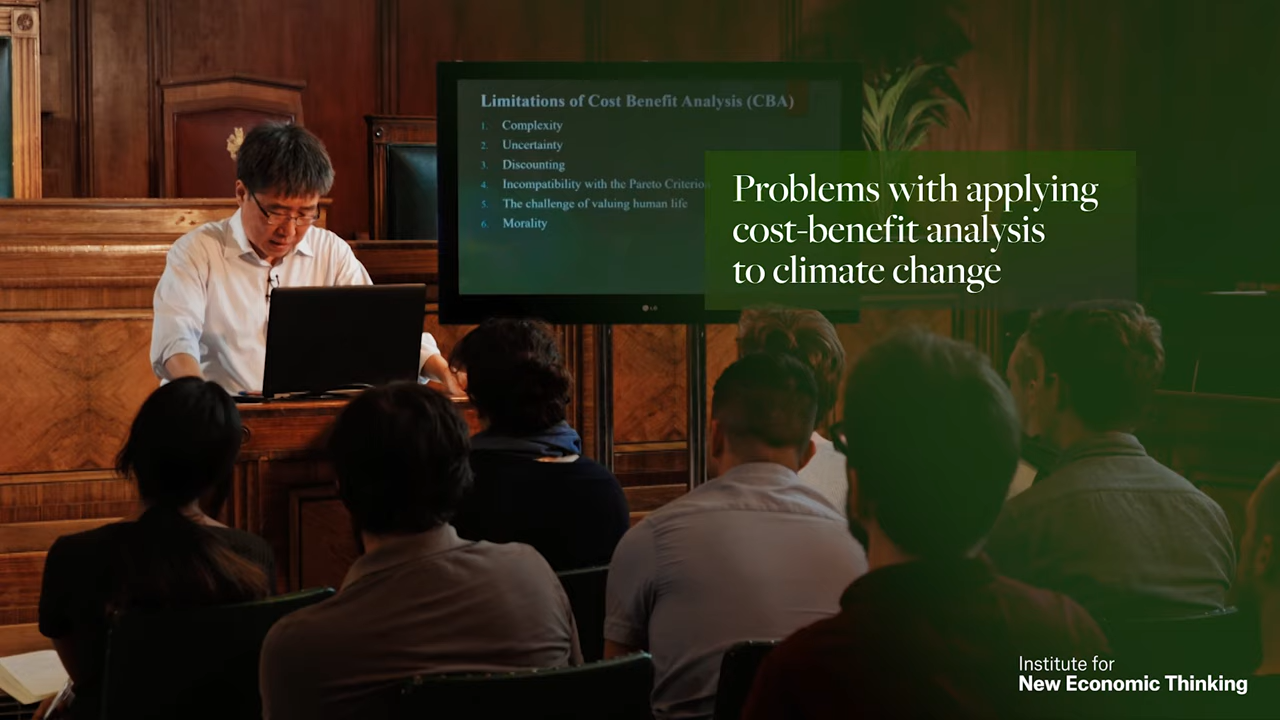 Limitations of Cost Benefit Analysis (CBA)
1. Complexity
2. Uncertainty
3. Discounting
4. Incompatibility with the Pareto Criterion
5. The challenge of valuing human life
6. Morality
Problems with applying
cost-benefit analysis
to climate change
LG
Institute for
New Economic Thinking